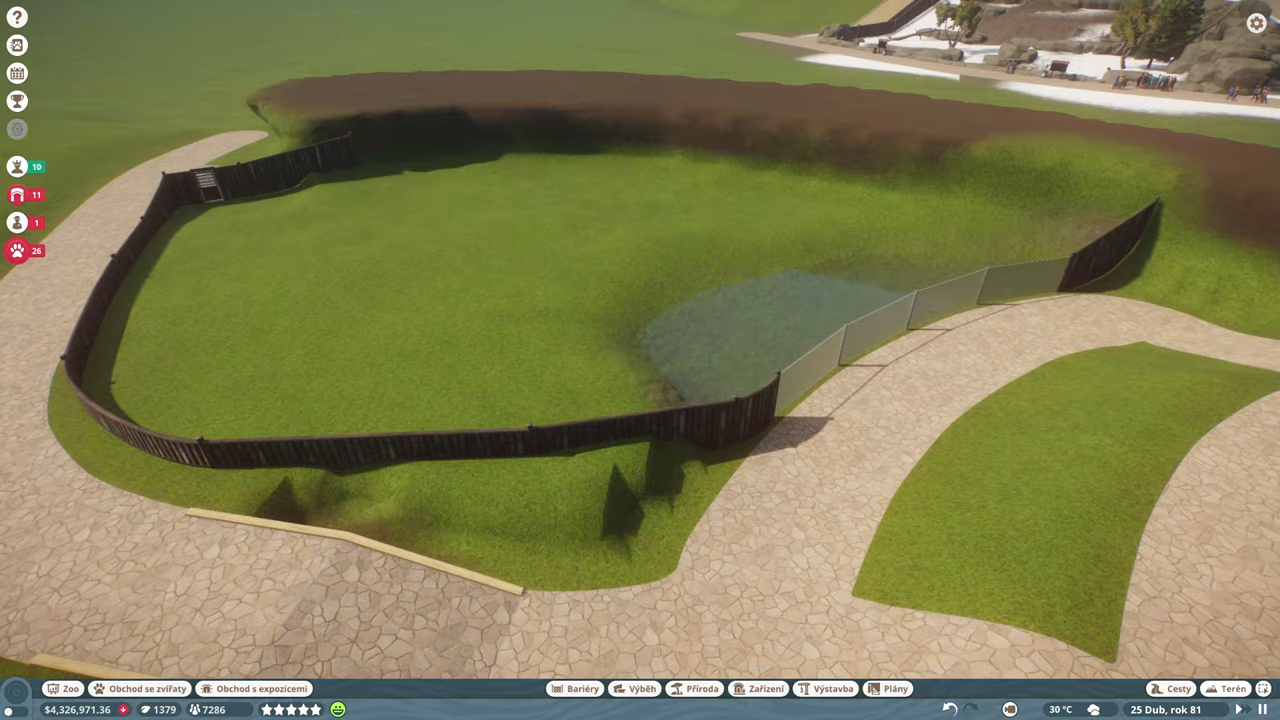 10
11
1
26
Zoo
Obchod se zvířaty
Obchod s expozicemi
Bariéry
Výběh
Příroda
Zařízení
Výstavba
Plány
Cesty
Terén
$4,326,971.36
1379
7286
30 °C
25 Dub, rok 81